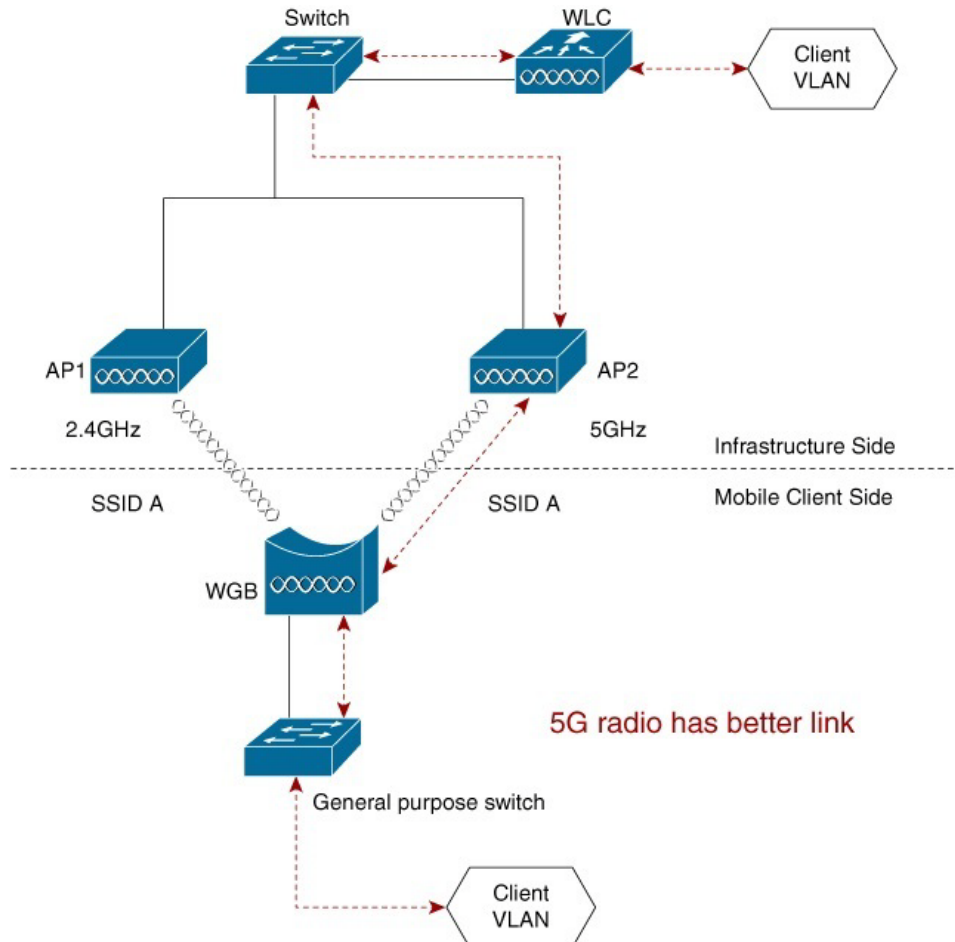 Switch
WLC
Client
VLAN
AP1
AP2
2.4GHz
5GHz
Infrastructure Side
SSID A
SSID A
Mobile Client Side
WGB
5G radio has better link
General purpose switch
Client
VLAN